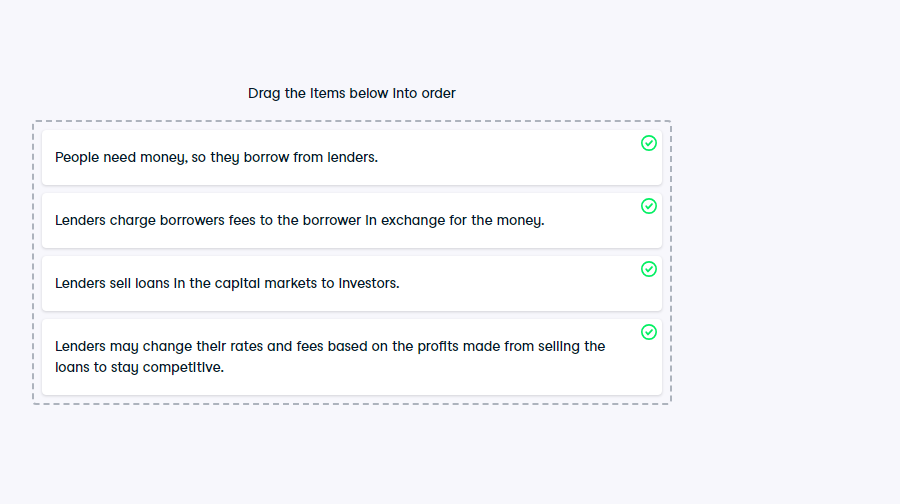 Drag the items below into order
People need money, so they borrow from lenders.
Lenders charge borrowers fees to the borrower in exchange for the money.
Lenders sell loans in the capital markets to investors.
Lenders may change their rates and fees based on the profits made from selling the
loans to stay competitive.